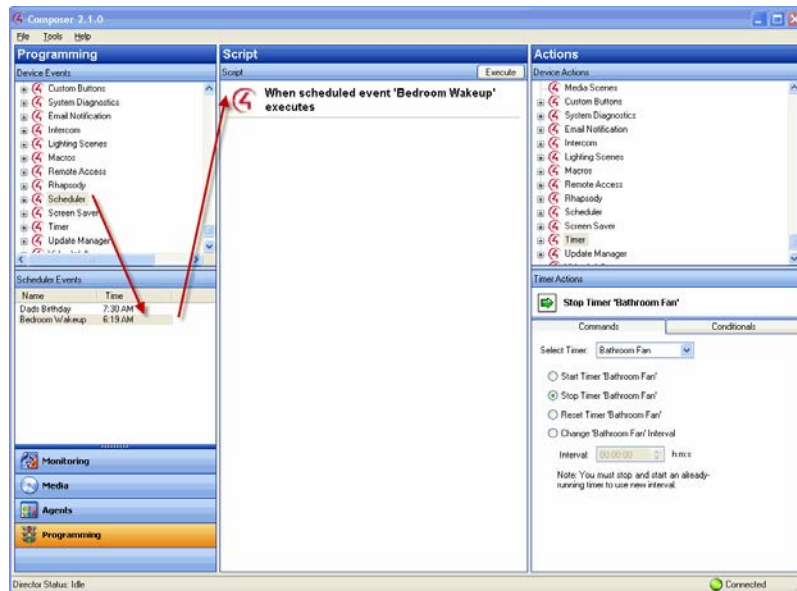 Composer 2.1.0
File Tools Help
Programming
Device Events
Custom Buttons
System Diagnostics
Email Notification
Intercom
Lighting Scenes
Macros
Remote Access
Rhapsody
Scheduler
Screen Saver
Timer
Update Manager
Scheduler Events
Name Time
Dads Birthday 7:30 AM
Bedroom Wakeup 6:19 AM
Monitoring
Media
Agents
Programming
Script
Script Execute
When scheduled event 'Bedroom Wakeup'
executes
Actions
Device Actions
Media Scenes
Custom Buttons
System Diagnostics
Email Notification
Intercom
Lighting Scenes
Macros
Remote Access
Rhapsody
Scheduler
Screen Saver
Timer
Update Manager
Timer Actions
Stop Timer 'Bathroom Fan'
Commands Conditionals
Select Timer: Bathroom Fan
Start Timer 'Bathroom Fan'
Stop Timer 'Bathroom Fan'
Reset Timer 'Bathroom Fan'
Change 'Bathroom Fan' Interval
Interval: 00:00:00 h:m:s
Note: You must stop and start an already-
running timer to use new interval.
Director Status: Idle
Connected